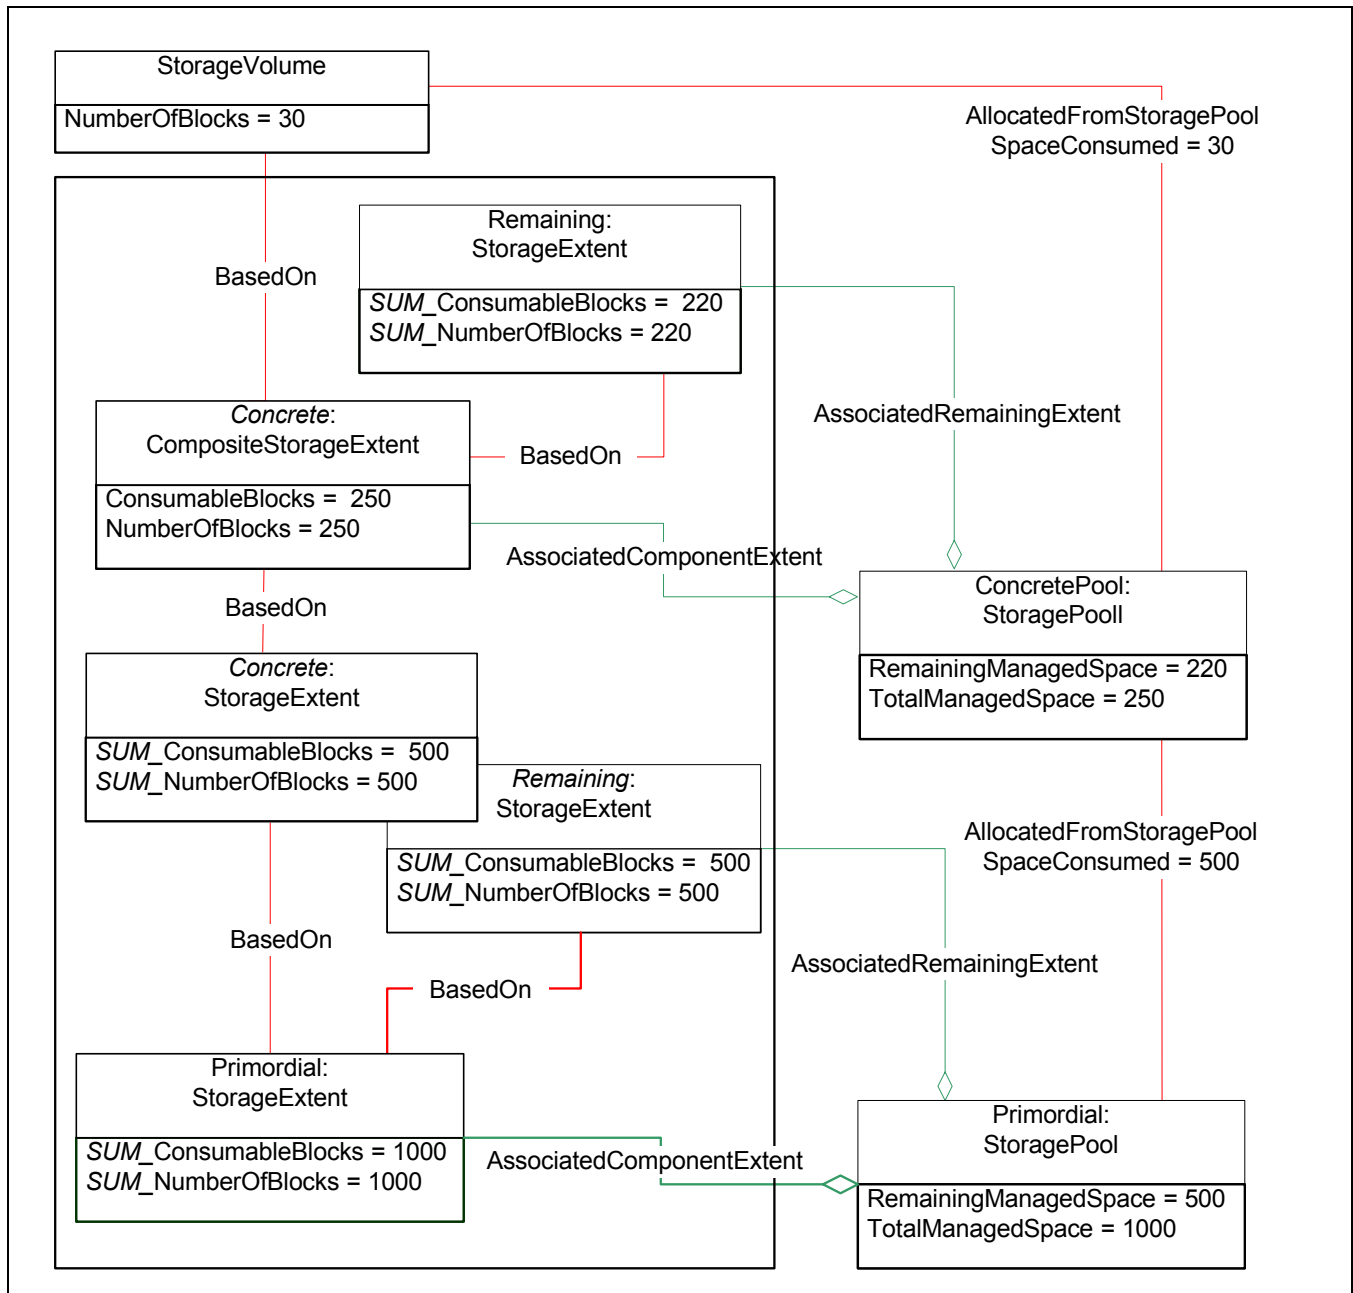 StorageVolume
NumberOfBlocks = 30
AllocatedFromStoragePool
SpaceConsumed = 30
BasedOn
Remaining:
StorageExtent
SUM_ConsumableBlocks = 220
SUM_NumberOfBlocks = 220
AssociatedRemainingExtent
Concrete:
CompositeStorageExtent
BasedOn
ConsumableBlocks = 250
NumberOfBlocks = 250
AssociatedComponentExtent
BasedOn
ConcretePool:
StoragePooll
RemainingManagedSpace = 220
TotalManagedSpace = 250
Concrete:
StorageExtent
SUM_ConsumableBlocks = 500
SUM_NumberOfBlocks = 500
Remaining:
StorageExtent
SUM_ConsumableBlocks = 500
SUM_NumberOfBlocks = 500
AllocatedFromStoragePool
SpaceConsumed = 500
BasedOn
AssociatedRemainingExtent
BasedOn
Primordial:
StorageExtent
SUM_ConsumableBlocks = 1000
SUM_NumberOfBlocks = 1000
AssociatedComponentExtent
Primordial:
StoragePool
RemainingManagedSpace = 500
TotalManagedSpace = 1000